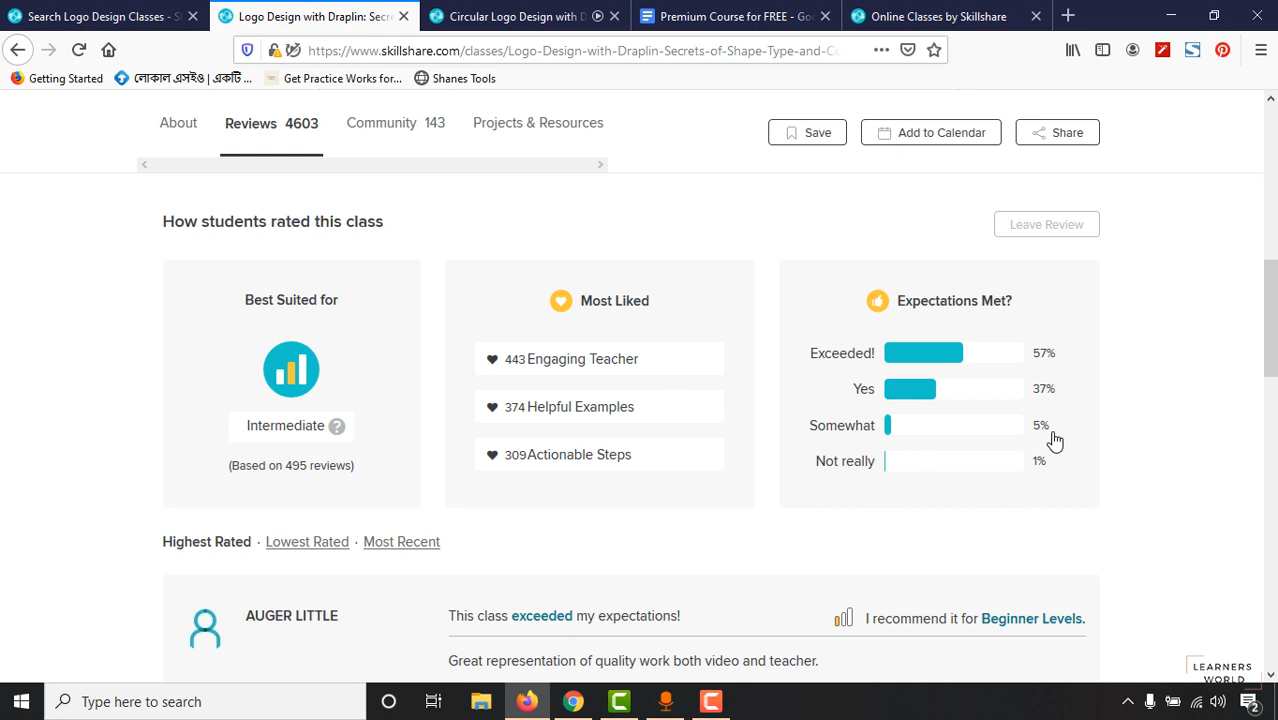 Search Logo Design Classes - S
Logo Design with Draplin: Secre
Circular Logo Design with D
Premium Course for FREE - Go
Online Classes by Skillshare
https://www.skillshare.com/classes/Logo-Design-with-Draplin-Secrets-of-Shape-Type-and-Co
Getting Started
লোকাল এসইও | একটি ...
Get Practice Works for...
Shanes Tools
About
Reviews 4603
Community 143
Projects & Resources
Save
Add to Calendar
Share
How students rated this class
Leave Review
Best Suited for
Intermediate ?
(Based on 495 reviews)
Most Liked
443 Engaging Teacher
374 Helpful Examples
309 Actionable Steps
Expectations Met?
Exceeded! 57%
Yes 37%
Somewhat 5%
Not really 1%
Highest Rated · Lowest Rated · Most Recent
AUGER LITTLE
This class exceeded my expectations!
I recommend it for Beginner Levels.
Great representation of quality work both video and teacher.
LEARNERS
WORLD
Type here to search
2